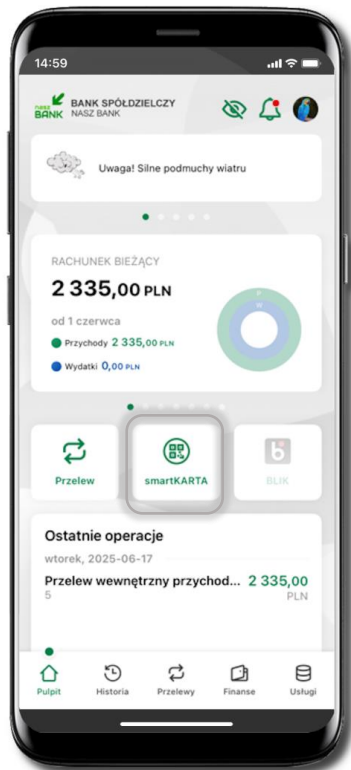 14:59
nasz BANK
BANK SPÓŁDZIELCZY
NASZ BANK
Uwaga! Silne podmuchy wiatru
RACHUNEK BIEŻĄCY
2 335,00 PLN
od 1 czerwca
Przychody 2 335,00 PLN
Wydatki 0,00 PLN
P
W
Przelew
smartKARTA
BLIK
Ostatnie operacje
wtorek, 2025-06-17
Przelew wewnętrzny przychod... 2 335,00
5 PLN
Pulpit
Historia
Przelewy
Finanse
Usługi